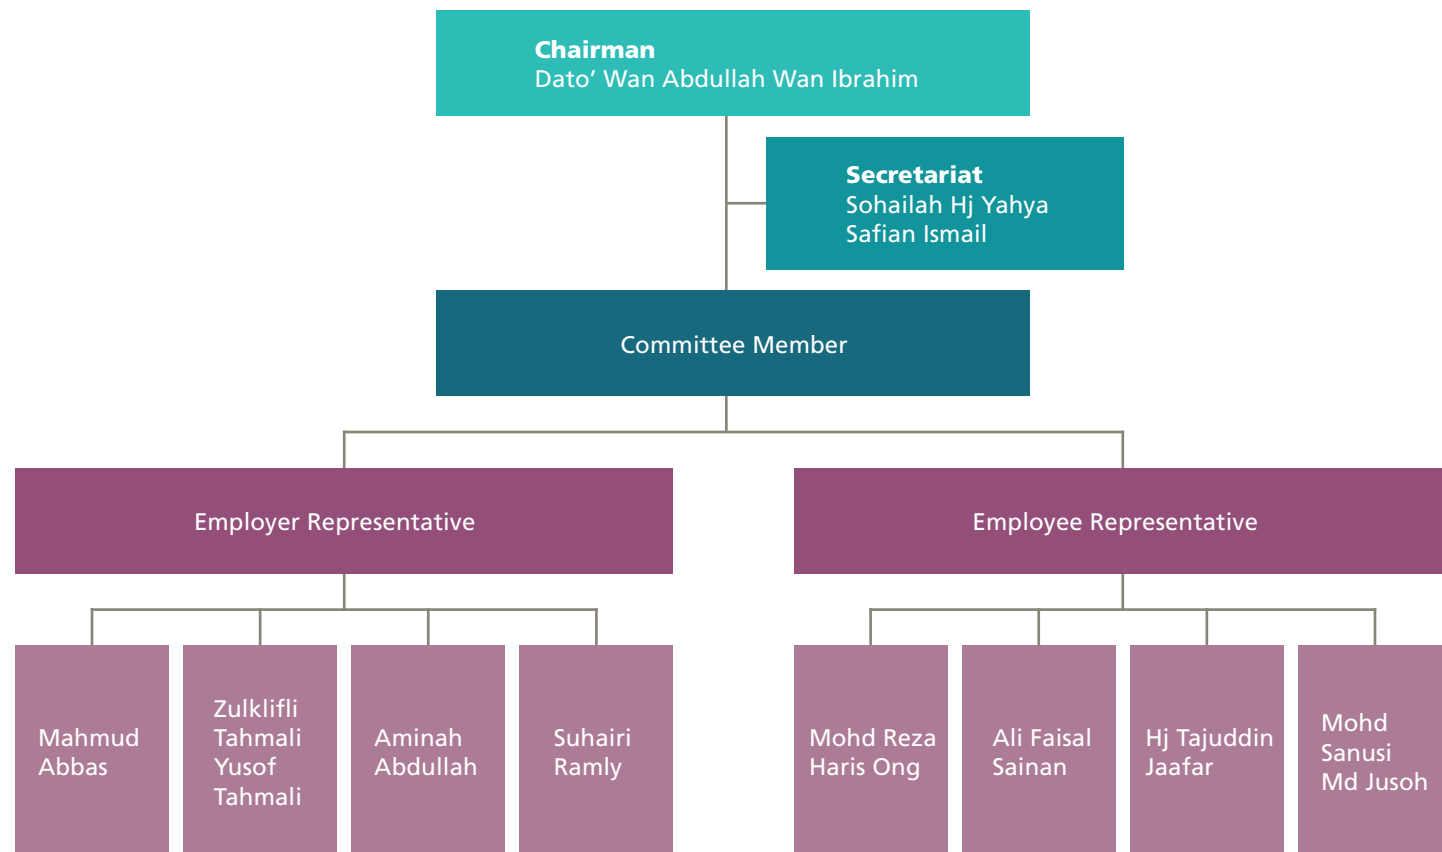 Chairman
Dato’ Wan Abdullah Wan Ibrahim
Secretariat
Sohailah Hj Yahya
Safian Ismail
Committee Member
Employer Representative
Employee Representative
Mahmud
Abbas
Zulklifli
Tahmali
Yusof
Tahmali
Aminah
Abdullah
Suhairi
Ramly
Mohd Reza
Haris Ong
Ali Faisal
Sainan
Hj Tajuddin
Jaafar
Mohd
Sanusi
Md Jusoh